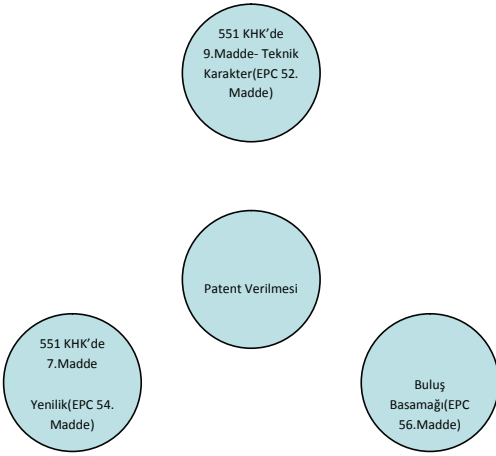 551 KHK’de
9.Madde- Teknik
Karakter(EPC 52.
Madde)
Patent Verilmesi
551 KHK’de
7.Madde
Yenilik(EPC 54.
Madde)
Buluş
Basamağı(EPC
56.Madde)